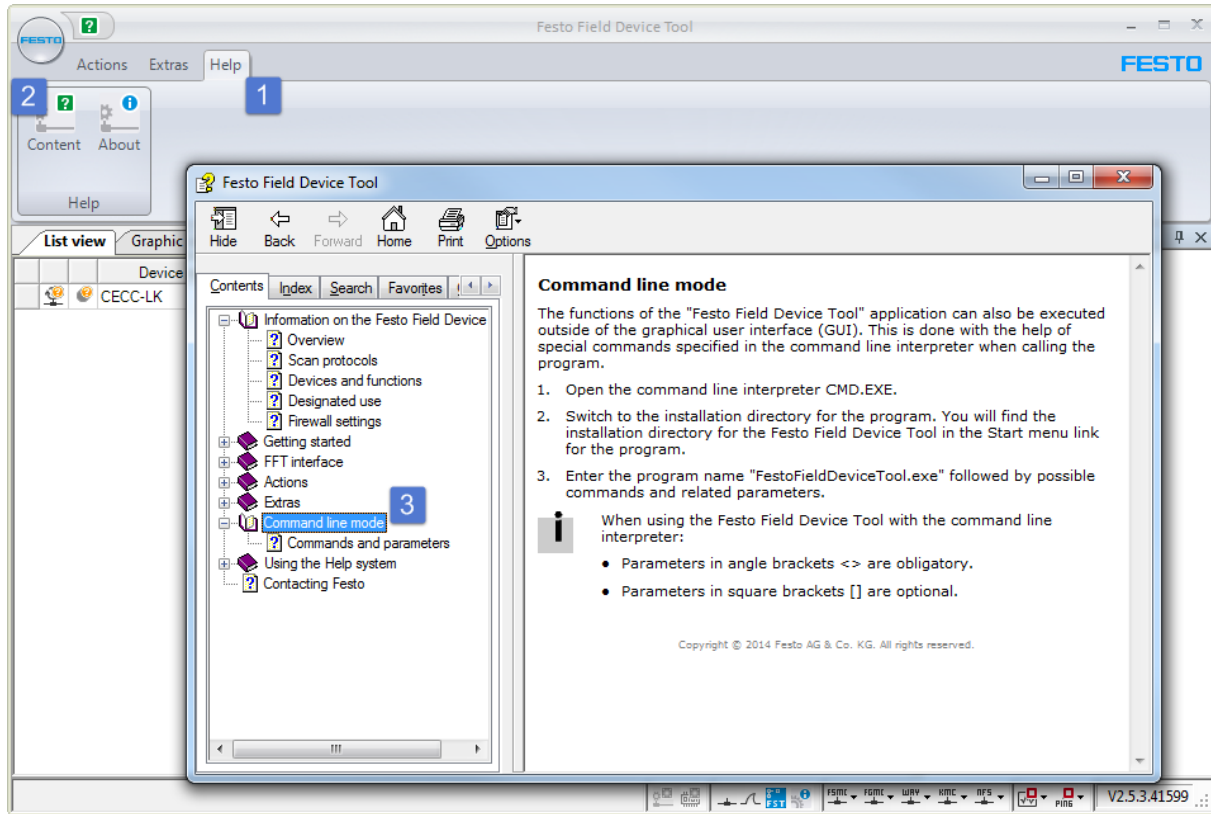 FESTO
Festo Field Device Tool
Actions Extras Help
FESTO
1
2
Content About
Help
List view Graphic
Device
CECC-LK
Festo Field Device Tool
Hide Back Forward Home Print Options
Contents Index Search Favorites
Information on the Festo Field Device
Overview
Scan protocols
Devices and functions
Designated use
Firewall settings
Getting started
FFT interface
Actions
Extras
Command line mode
3
Commands and parameters
Using the Help system
Contacting Festo
Command line mode
The functions of the "Festo Field Device Tool" application can also be executed
outside of the graphical user interface (GUI). This is done with the help of
special commands specified in the command line interpreter when calling the
program.
1. Open the command line interpreter CMD.EXE.
2. Switch to the installation directory for the program. You will find the
installation directory for the Festo Field Device Tool in the Start menu link
for the program.
3. Enter the program name "FestoFieldDeviceTool.exe" followed by possible
commands and related parameters.
i When using the Festo Field Device Tool with the command line
interpreter:
• Parameters in angle brackets <> are obligatory.
• Parameters in square brackets [] are optional.
Copyright © 2014 Festo AG & Co. KG. All rights reserved.
FST
PING
V2.5.3.41599